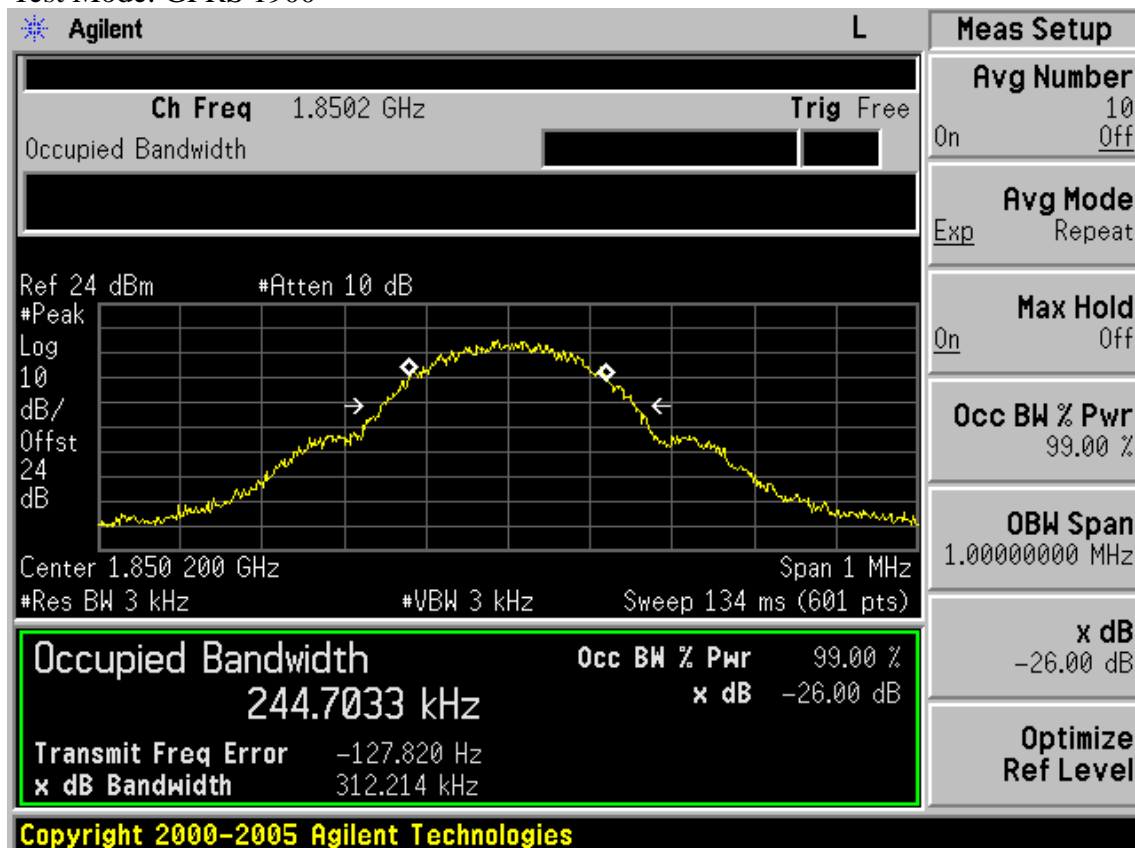 Test Mode: GPRS 1900
Agilent L
Ch Freq 1.8502 GHz Trig Free
Occupied Bandwidth
Ref 24 dBm #Atten 10 dB
#Peak
Log
10
dB/
Offst
24
dB
Center 1.850 200 GHz Span 1 MHz
#Res BW 3 kHz #VBW 3 kHz Sweep 134 ms (601 pts)
Occupied Bandwidth Occ BW % Pwr 99.00 %
244.7033 kHz x dB -26.00 dB
Transmit Freq Error -127.820 Hz
x dB Bandwidth 312.214 kHz
Copyright 2000-2005 Agilent Technologies
Meas Setup
Avg Number
10
On Off
Avg Mode
Exp Repeat
Max Hold
On Off
Occ BW % Pwr
99.00 %
OBW Span
1.00000000 MHz
x dB
-26.00 dB
Optimize
Ref Level